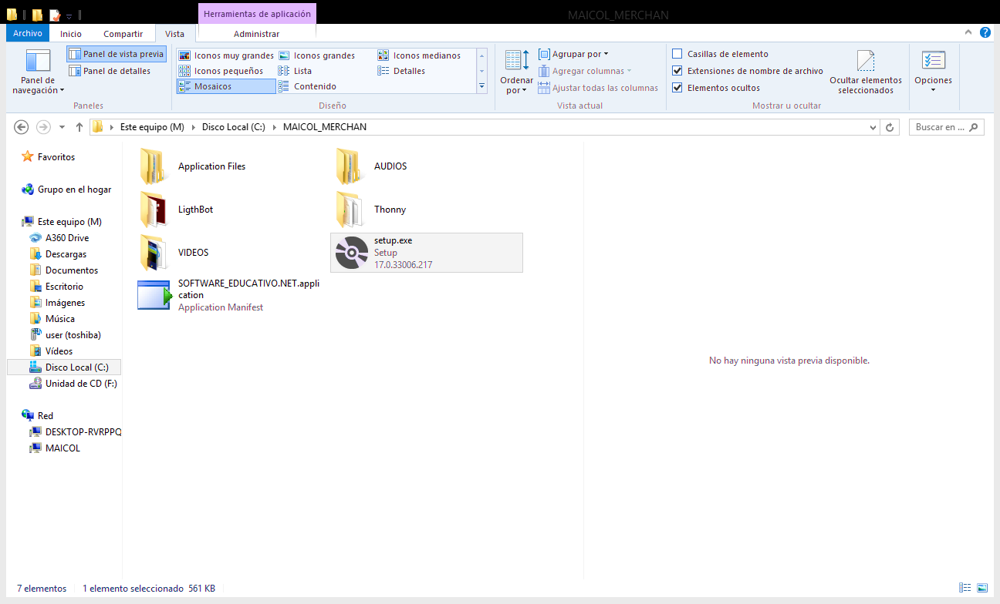 Herramientas de aplicación
MAICOL_MERCHAN
Archivo Inicio Compartir Vista Administrar
Panel de navegación
Panel de vista previa
Panel de detalles
Paneles
Iconos muy grandes Iconos grandes Iconos medianos
Iconos pequeños Lista Detalles
Mosaicos Contenido
Diseño
Ordenar por
Agrupar por
Agregar columnas
Ajustar todas las columnas
Vista actual
Casillas de elemento
Extensiones de nombre de archivo
Elementos ocultos
Ocultar elementos
seleccionados
Mostrar u ocultar
Opciones
Este equipo (M) Disco Local (C:) MAICOL_MERCHAN
Buscar en ...
Favoritos
Grupo en el hogar
Este equipo (M)
A360 Drive
Descargas
Documentos
Escritorio
Imágenes
Música
user (toshiba)
Vídeos
Disco Local (C:)
Unidad de CD (F:)
Red
DESKTOP-RVRPPQ
MAICOL
Application Files
AUDIOS
LigthBot
Thonny
VIDEOS
setup.exe
Setup
17.0.33006.217
SOFTWARE_EDUCATIVO.NET.appli
cation
Application Manifest
No hay ninguna vista previa disponible.
7 elementos 1 elemento seleccionado 561 KB